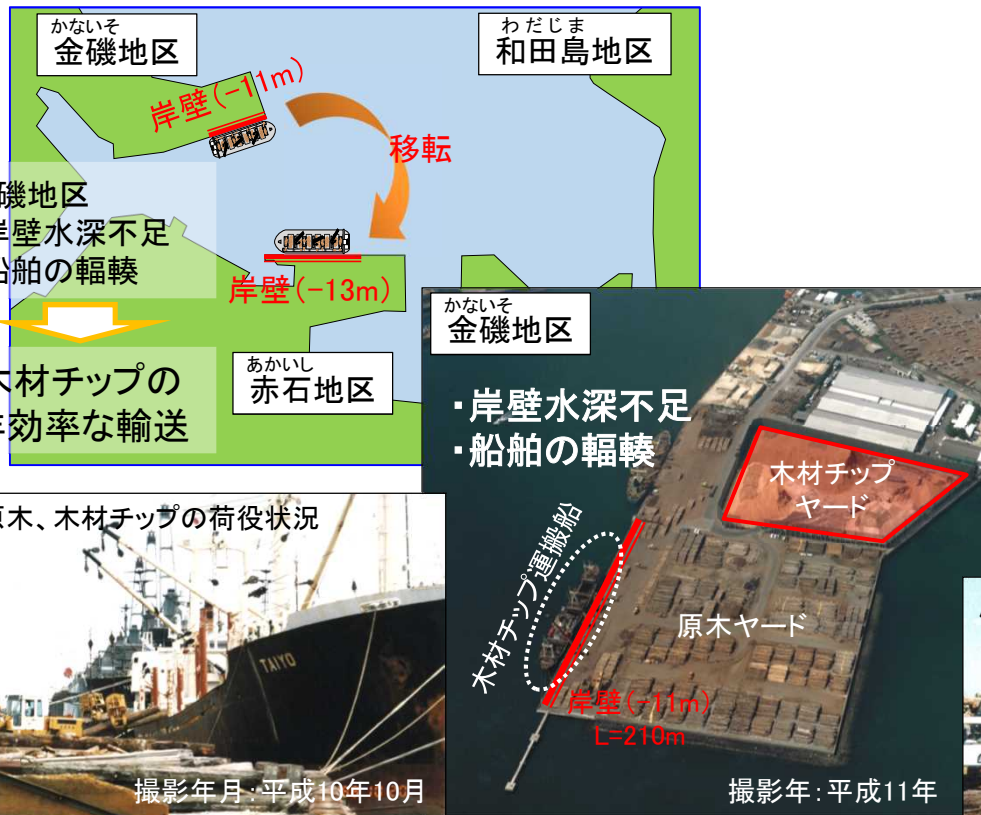 かないそ
金磯地区
わだじま
和田島地区
岸壁(-11m)
移転
磯地区
岸壁水深不足
船舶の輻輳
岸壁(-13m)
木材チップの
効率な輸送
あかいし
赤石地区
かないそ
金磯地区
・岸壁水深不足
・船舶の輻輳
木材チップ
ヤード
木材チップ運搬船
原木ヤード
岸壁(-11m)
L=210m
撮影年:平成11年
原木、木材チップの荷役状況
TAIYO
撮影年月:平成10年10月